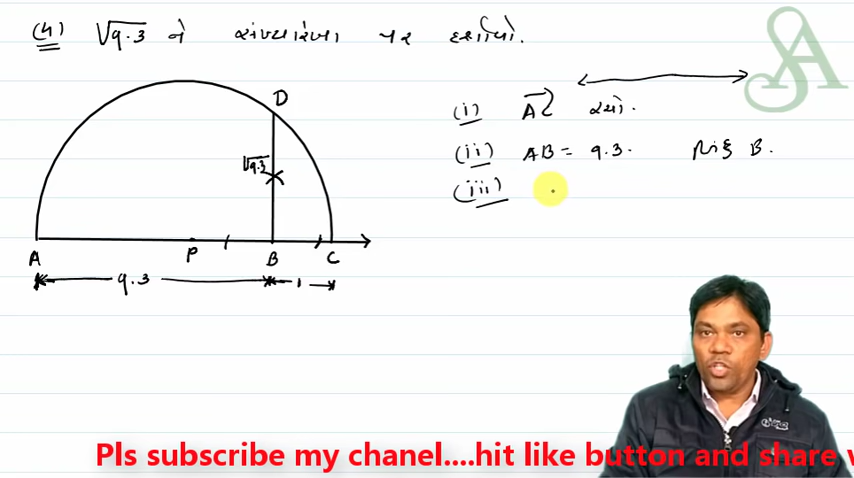 (4) √9.3 ને સંખ્યારેખા પર દર્શાવો.
D
√9.3
A P B C
9.3 1
(i) A દોરો.
(ii) AB = 9.3. બિંદુ B.
(iii)
Pls subscribe my chanel....hit like button and share